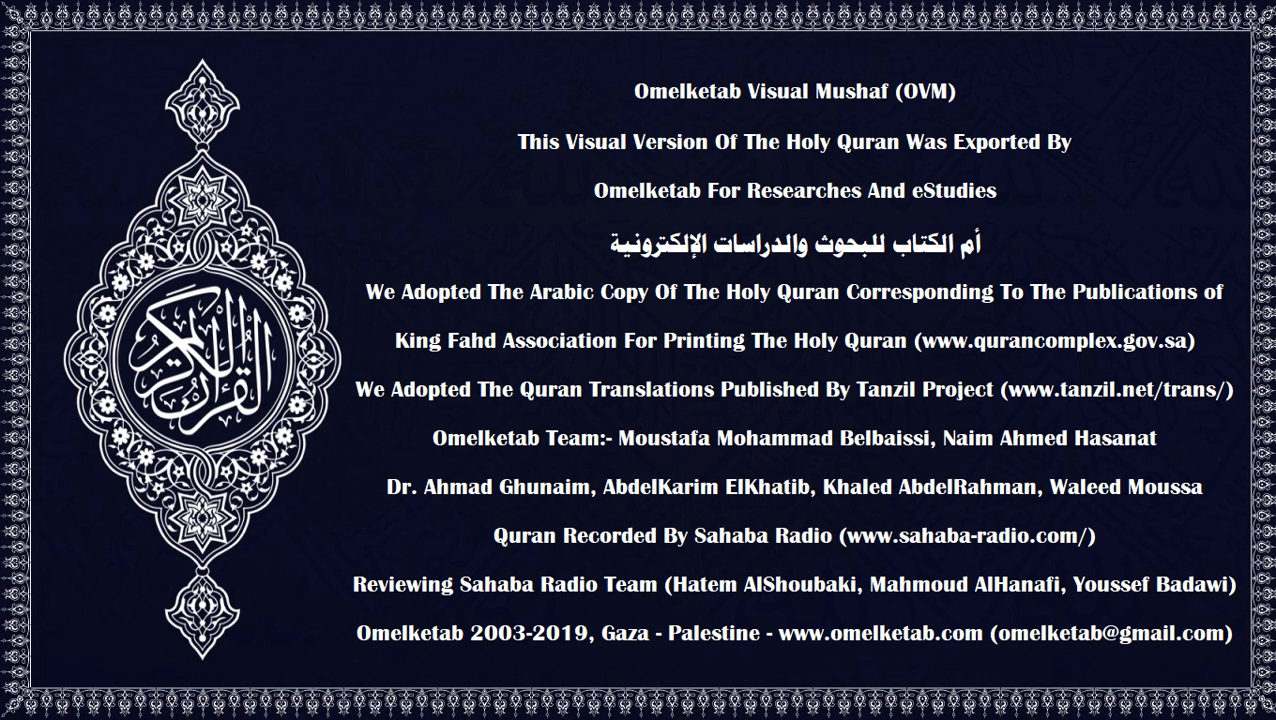 Omelketab Visual Mushaf (OVM)
This Visual Version Of The Holy Quran Was Exported By
Omelketab For Researches And eStudies
أم الكتاب للبحوث والدراسات الإلكترونية
We Adopted The Arabic Copy Of The Holy Quran Corresponding To The Publications of
King Fahd Association For Printing The Holy Quran (www.qurancomplex.gov.sa)
We Adopted The Quran Translations Published By Tanzil Project (www.tanzil.net/trans/)
Omelketab Team:- Moustafa Mohammad Belbaissi, Naim Ahmed Hasanat
Dr. Ahmad Ghunaim, AbdelKarim ElKhatib, Khaled AbdelRahman, Waleed Moussa
Quran Recorded By Sahaba Radio (www.sahaba-radio.com/)
Reviewing Sahaba Radio Team (Hatem AlShoubaki, Mahmoud AlHanafi, Youssef Badawi)
Omelketab 2003-2019, Gaza - Palestine - www.omelketab.com (omelketab@gmail.com)
القرآن الكريم